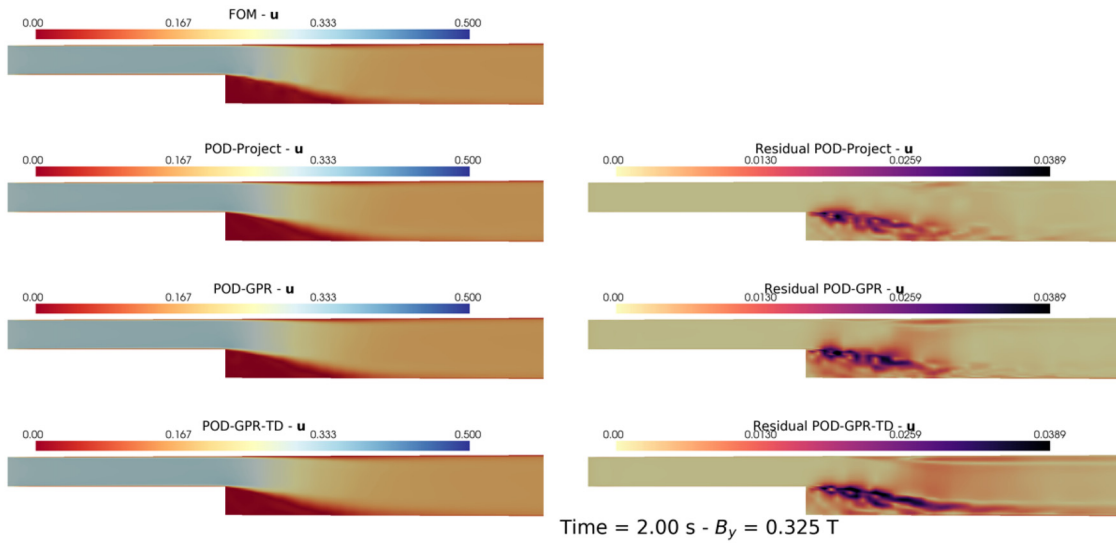 FOM - u
0.00 0.167 0.333 0.500
POD-Project - u
0.00 0.167 0.333 0.500
Residual POD-Project - u
0.00 0.0130 0.0259 0.0389
POD-GPR - u
0.00 0.167 0.333 0.500
Residual POD-GPR - u
0.00 0.0130 0.0259 0.0389
POD-GPR-TD - u
0.00 0.167 0.333 0.500
Residual POD-GPR-TD - u
0.00 0.0130 0.0259 0.0389
Time = 2.00 s - B_y = 0.325 T